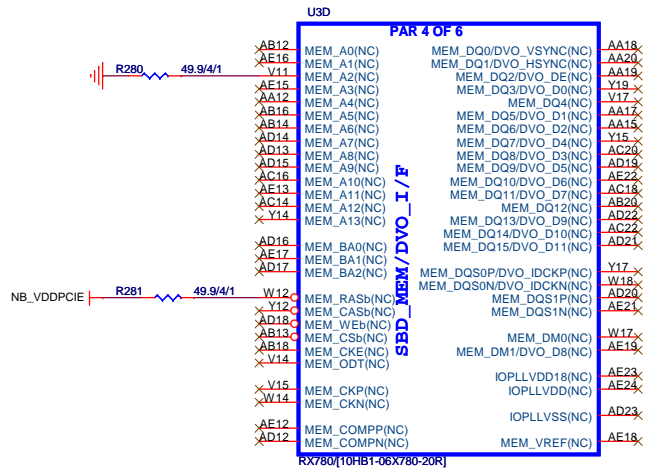 U3D
PAR 4 OF 6
AB12 MEM_A0(NC) MEM_DQ0/DVO_VSYNC(NC) AA18
AE16 MEM_A1(NC) MEM_DQ1/DVO_HSYNC(NC) AA20
R280 49.9/4/1 V11 MEM_A2(NC) MEM_DQ2/DVO_DE(NC) AA19
AE15 MEM_A3(NC) MEM_DQ3/DVO_D0(NC) Y19
AA12 MEM_A4(NC) MEM_DQ4(NC) V17
AB16 MEM_A5(NC) MEM_DQ5/DVO_D1(NC) AA17
AB14 MEM_A6(NC) MEM_DQ6/DVO_D2(NC) AA15
AD14 MEM_A7(NC) MEM_DQ7/DVO_D4(NC) Y15
AD13 MEM_A8(NC) MEM_DQ8/DVO_D3(NC) AC20
AD15 MEM_A9(NC) MEM_DQ9/DVO_D5(NC) AD19
AC16 MEM_A10(NC) MEM_DQ10/DVO_D6(NC) AE22
AE13 MEM_A11(NC) MEM_DQ11/DVO_D7(NC) AC18
AC14 MEM_A12(NC) MEM_DQ12(NC) AB20
Y14 MEM_A13(NC) MEM_DQ13/DVO_D9(NC) AD22
MEM_DQ14/DVO_D10(NC) AC22
AD16 MEM_BA0(NC) MEM_DQ15/DVO_D11(NC) AD21
AE17 MEM_BA1(NC)
AD17 MEM_BA2(NC) MEM_DQS0P/DVO_IDCKP(NC) Y17
MEM_DQS0N/DVO_IDCKN(NC) W18
NB_VDDPCIE R281 49.9/4/1 W12 MEM_RASb(NC) MEM_DQS1P(NC) AD20
Y12 MEM_CASb(NC) MEM_DQS1N(NC) AE21
AD18 MEM_WEb(NC)
AB13 MEM_CSb(NC) MEM_DM0(NC) W17
AB18 MEM_CKE(NC) MEM_DM1/DVO_D8(NC) AE19
V14 MEM_ODT(NC)
IOPLLVDD18(NC) AE23
V15 MEM_CKP(NC) IOPLLVDD(NC) AE24
W14 MEM_CKN(NC)
IOPLLVSS(NC) AD23
AE12 MEM_COMPP(NC)
AD12 MEM_COMPN(NC) MEM_VREF(NC) AE18
SBD_MEM/DVO_I/F
RX780/[10HB1-06X780-20R]